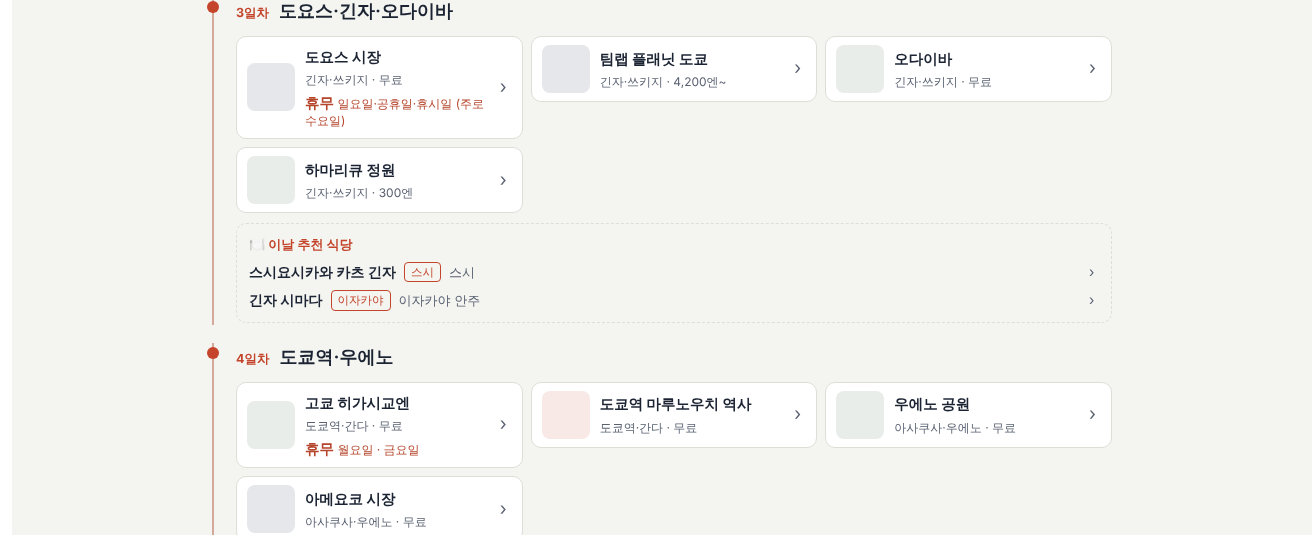 3일차 도요스·긴자·오다이바
도요스 시장
긴자·쓰키지 · 무료
휴무 일요일·공휴일·휴시일 (주로
수요일)
팀랩 플래닛 도쿄
긴자·쓰키지 · 4,200엔~
오다이바
긴자·쓰키지 · 무료
하마리큐 정원
긴자·쓰키지 · 300엔
이날 추천 식당
스시요시카와 카츠 긴자 스시 스시
긴자 시마다 이자카야 이자카야 안주
4일차 도쿄역·우에노
고쿄 히가시교엔
도쿄역·간다 · 무료
휴무 월요일 · 금요일
도쿄역 마루노우치 역사
도쿄역·간다 · 무료
우에노 공원
아사쿠사·우에노 · 무료
아메요코 시장
아사쿠사·우에노 · 무료